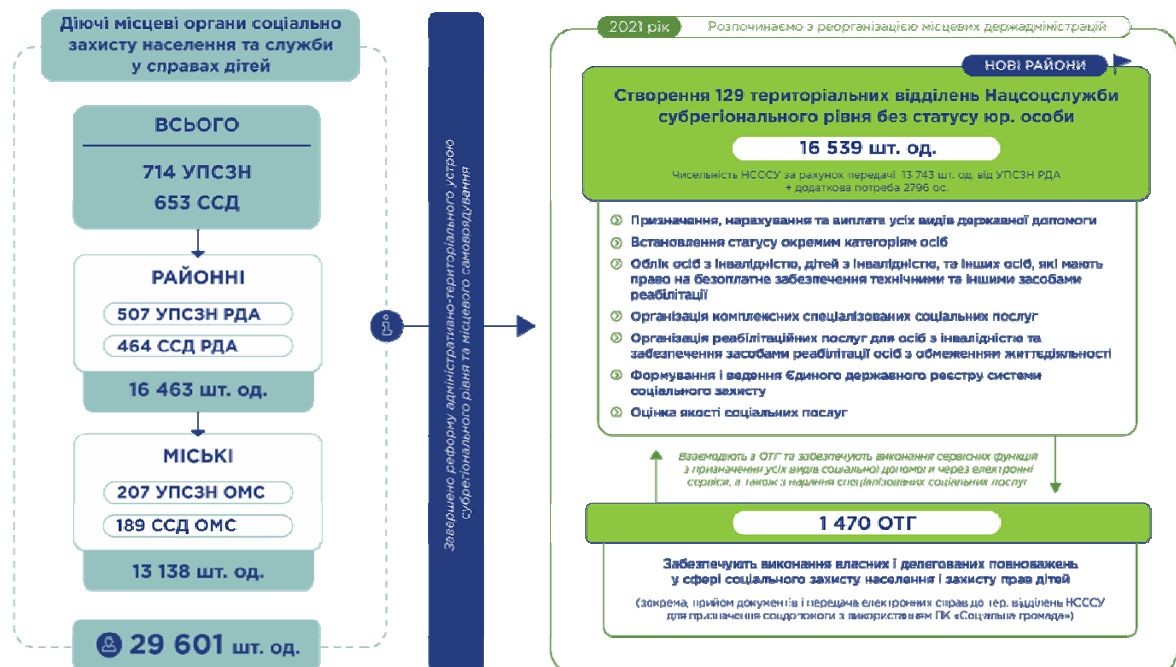 Діючі місцеві органи соціально
захисту населення та служби
у справах дітей
ВСЬОГО
714 УПСЗН
653 ССД
РАЙОННІ
507 УПСЗН РДА
464 ССД РДА
16 463 шт. од.
МІСЬКІ
207 УПСЗН ОМС
189 ССД ОМС
13 138 шт. од.
29 601 шт. од.
Завершено реформу адміністративно-територіального устрою
субрегіонального рівня та місцевого самоврядування
2021 рік
Розпочинаємо з реорганізацією місцевих держадміністрацій
НОВІ РАЙОНИ
Створення 129 територіальних відділень Нацсоцслужби
субрегіонального рівня без статусу юр. особи
16 539 шт. од.
Чисельність НСССУ за рахунок передачі 13 743 шт. од. від УПСЗН РДА
+ додаткова потреба 2796 ос.
Призначення, нарахування та виплата усіх видів державної допомоги
Встановлення статусу окремим категоріям осіб
Облік осіб з інвалідністю, дітей з інвалідністю, та інших осіб, які мають
право на безоплатне забезпечення технічними та іншими засобами
реабілітації
Організація комплексних спеціалізованих соціальних послуг
Організація реабілітаційних послуг для осіб з інвалідністю та
забезпечення засобами реабілітації осіб з обмеженням життєдіяльності
Формування і ведення Єдиного державного реєстру системи
соціального захисту
Оцінка якості соціальних послуг
Взаємодіють з ОТГ та забезпечують виконання сервісних функцій
з призначення усіх видів соціальної допомоги через електронні
сервіси, а також з надання спеціалізованих соціальних послуг
1 470 ОТГ
Забезпечують виконання власних і делегованих повноважень
у сфері соціального захисту населення і захисту прав дітей
(зокрема, прийом документів і передача електронних справ до тер. відділень НСССУ
для призначення соцдопомоги з використанням ПК «Соціальна громада»)